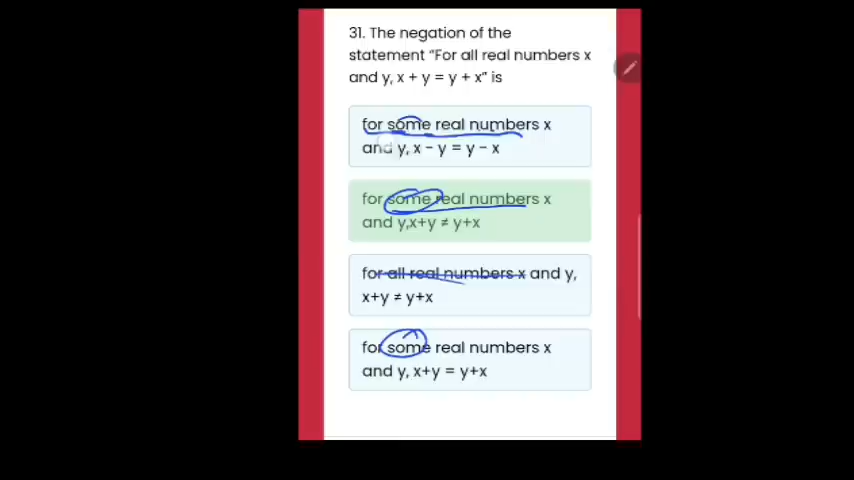 31. The negation of the
statement “For all real numbers x
and y, x + y = y + x” is
for some real numbers x
and y, x - y = y - x
for some real numbers x
and y,x+y ≠ y+x
for all real numbers x and y,
x+y ≠ y+x
for some real numbers x
and y, x+y = y+x